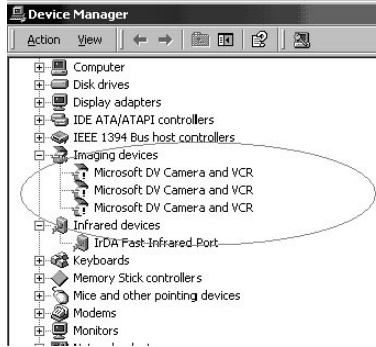 Device Manager
Action View
Computer
Disk drives
Display adapters
IDE ATA/ATAPI controllers
IEEE 1394 Bus host controllers
Imaging devices
Microsoft DV Camera and VCR
Microsoft DV Camera and VCR
Microsoft DV Camera and VCR
Infrared devices
IrDA Fast Infrared Port
Keyboards
Memory Stick controllers
Mice and other pointing devices
Modems
Monitors